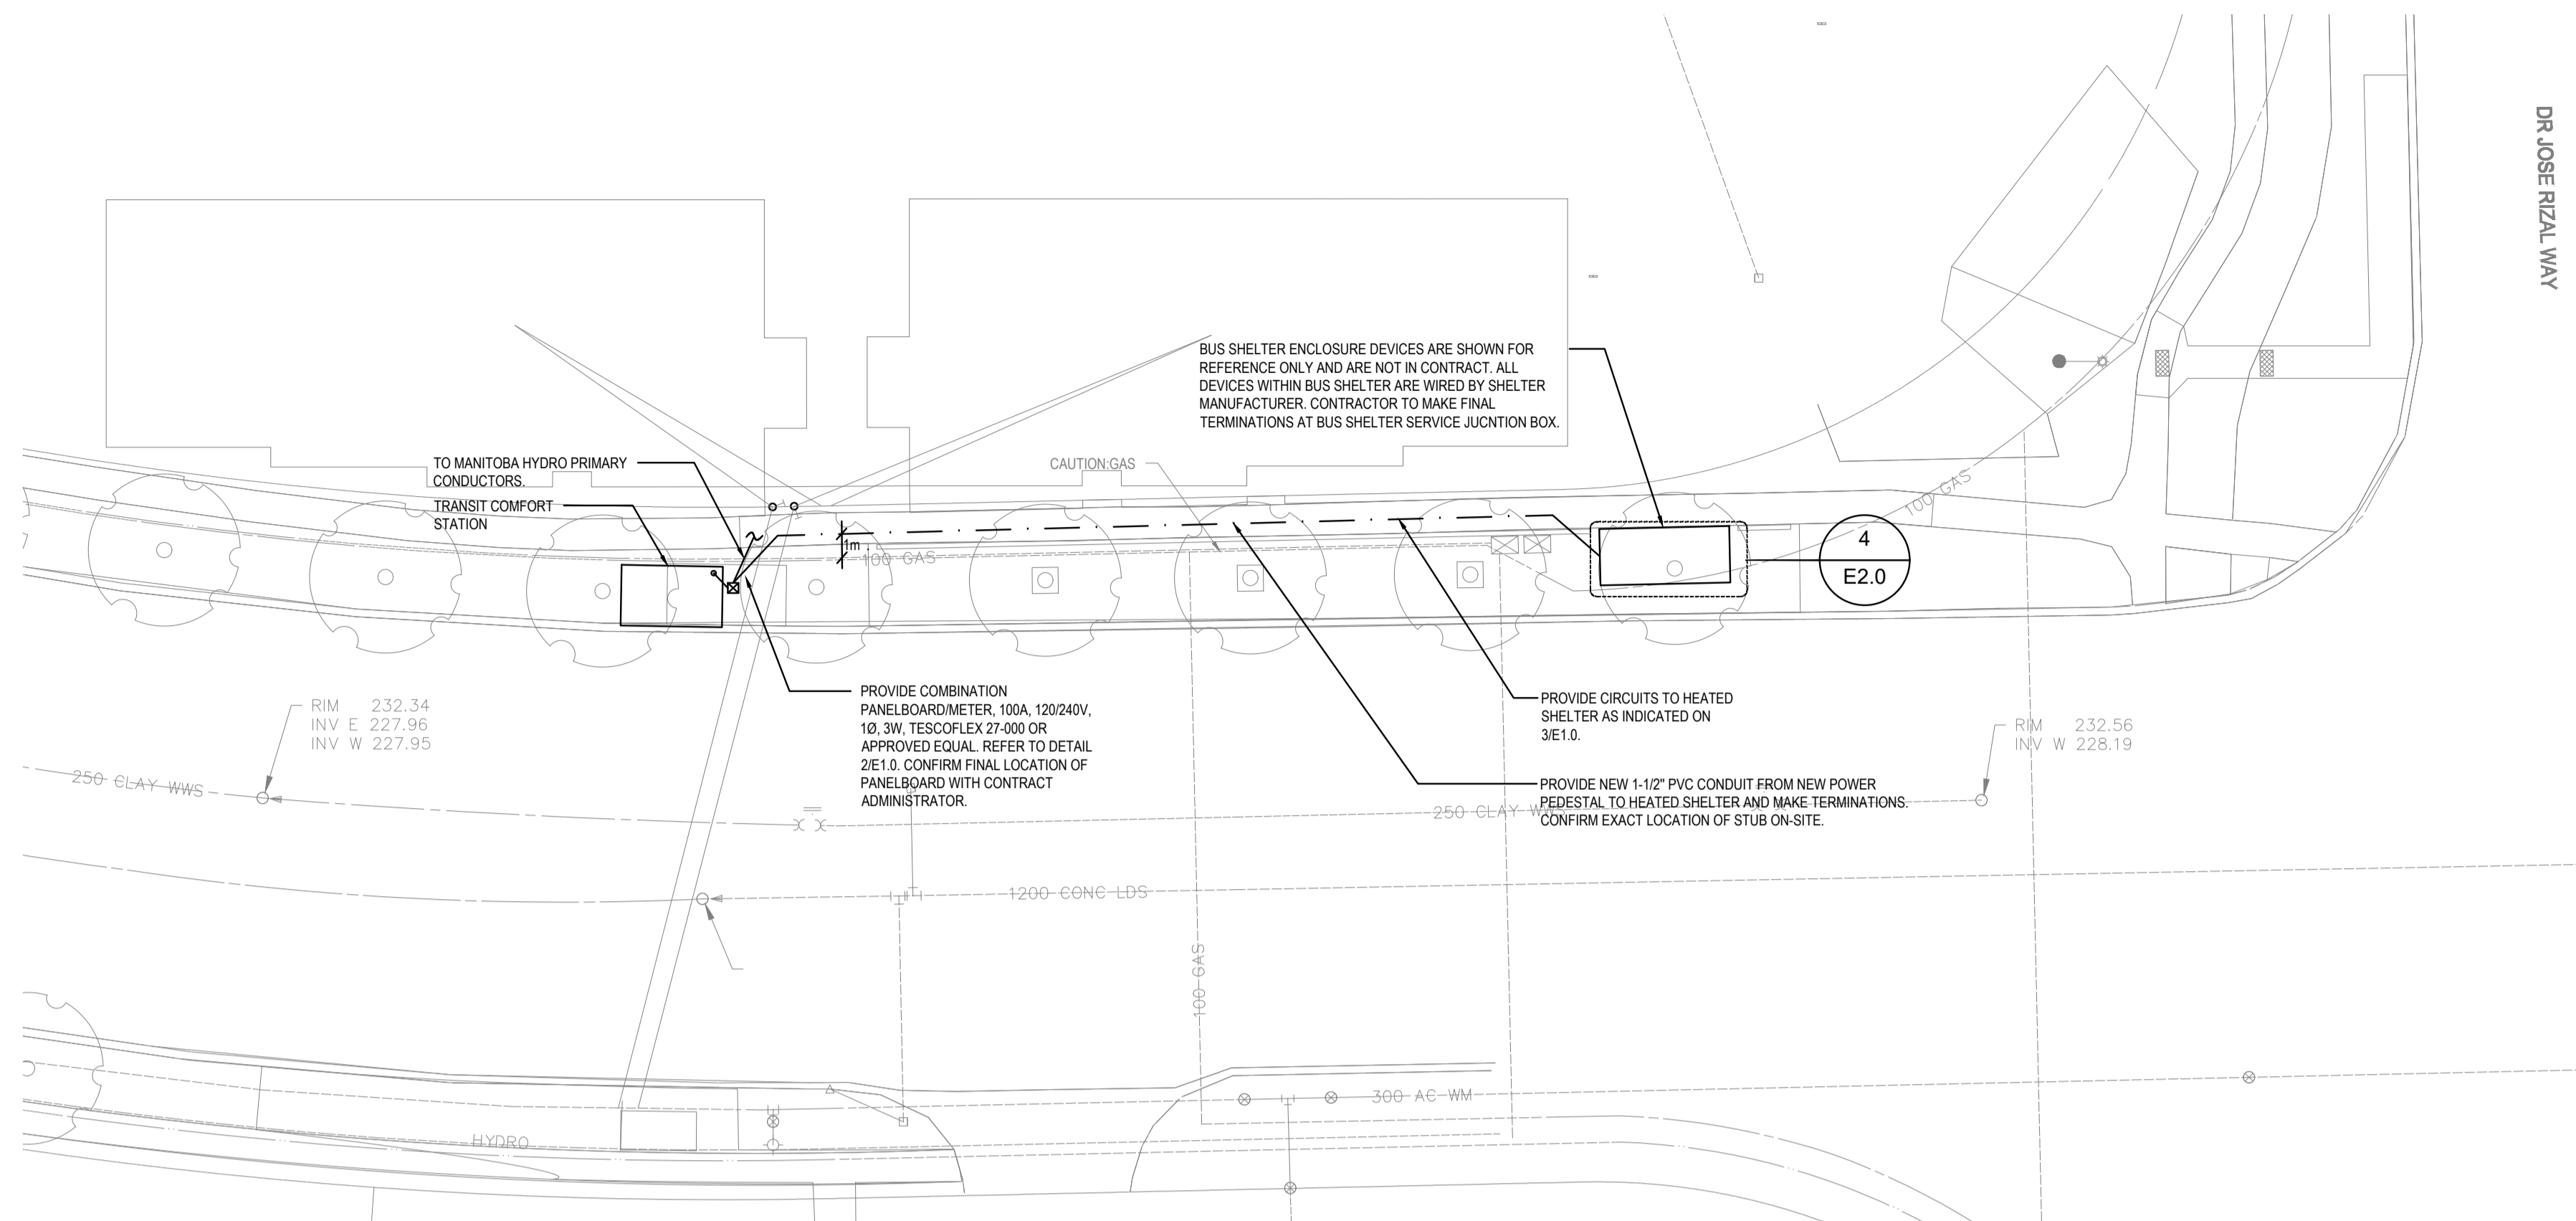 DR JOSE RIZAL WAY
BUS SHELTER ENCLOSURE DEVICES ARE SHOWN FOR
REFERENCE ONLY AND ARE NOT IN CONTRACT. ALL
DEVICES WITHIN BUS SHELTER ARE WIRED BY SHELTER
MANUFACTURER. CONTRACTOR TO MAKE FINAL
TERMINATIONS AT BUS SHELTER SERVICE JUCNTION BOX.
TO MANITOBA HYDRO PRIMARY
CONDUCTORS.
CAUTION:GAS
TRANSIT COMFORT
STATION
100 GAS
1m
100 GAS
4
E2.0
PROVIDE COMBINATION
PANELBOARD/METER, 100A, 120/240V,
1Ø, 3W, TESCOFLEX 27-000 OR
APPROVED EQUAL. REFER TO DETAIL
2/E1.0. CONFIRM FINAL LOCATION OF
PANELBOARD WITH CONTRACT
ADMINISTRATOR.
PROVIDE CIRCUITS TO HEATED
SHELTER AS INDICATED ON
3/E1.0.
RIM 232.34
INV E 227.96
INV W 227.95
RIM 232.56
INV W 228.19
PROVIDE NEW 1-1/2" PVC CONDUIT FROM NEW POWER
PEDESTAL TO HEATED SHELTER AND MAKE TERMINATIONS.
CONFIRM EXACT LOCATION OF STUB ON-SITE.
250 CLAY WWS
250 CLAY WWS
1200 CONC LDS
100 GAS
300 AC WM
HYDRO